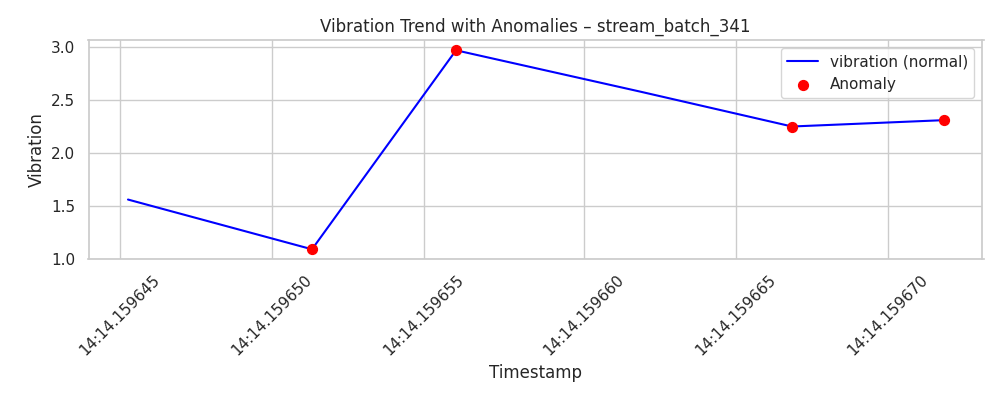 Vibration Trend with Anomalies – stream_batch_341
Vibration
3.0
2.5
2.0
1.5
1.0
vibration (normal)
Anomaly
14:14.159645
14:14.159650
14:14.159655
14:14.159660
14:14.159665
14:14.159670
Timestamp